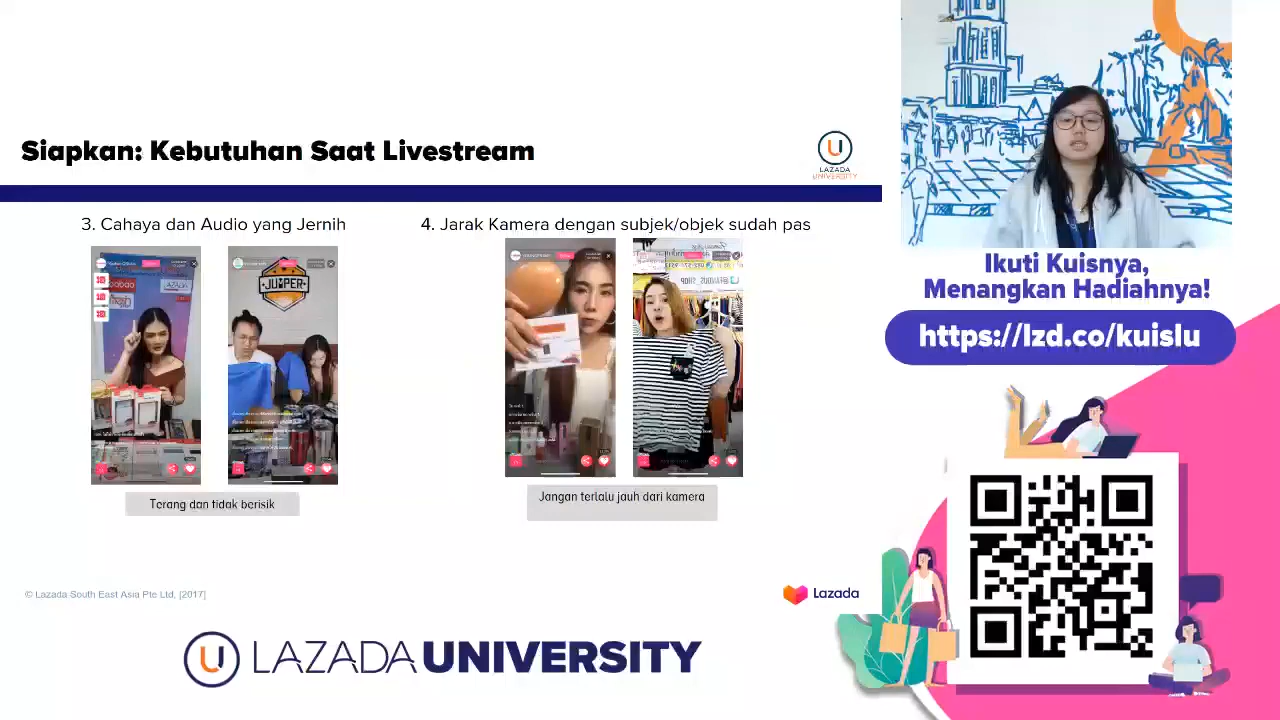 Siapkan: Kebutuhan Saat Livestream
LAZADA
UNIVERSITY
3. Cahaya dan Audio yang Jernih
4. Jarak Kamera dengan subjek/objek sudah pas
LAZADA
JUIPER
Terang dan tidak berisik
Jangan terlalu jauh dari kamera
© Lazada South East Asia Pte Ltd, [2017]
Lazada
LAZADA UNIVERSITY
Ikuti Kuisnya,
Menangkan Hadiahnya!
https://lzd.co/kuislu